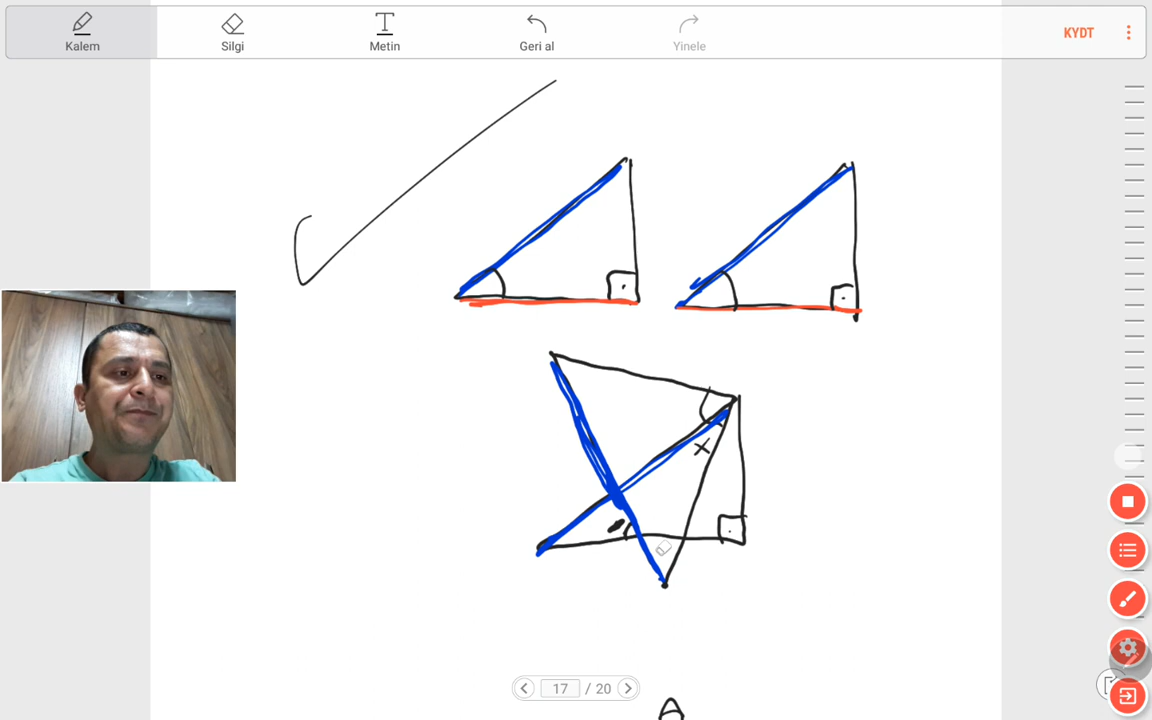 Kalem
Silgi
Metin
Geri al
Yinele
KYDT
x
17 / 20
A